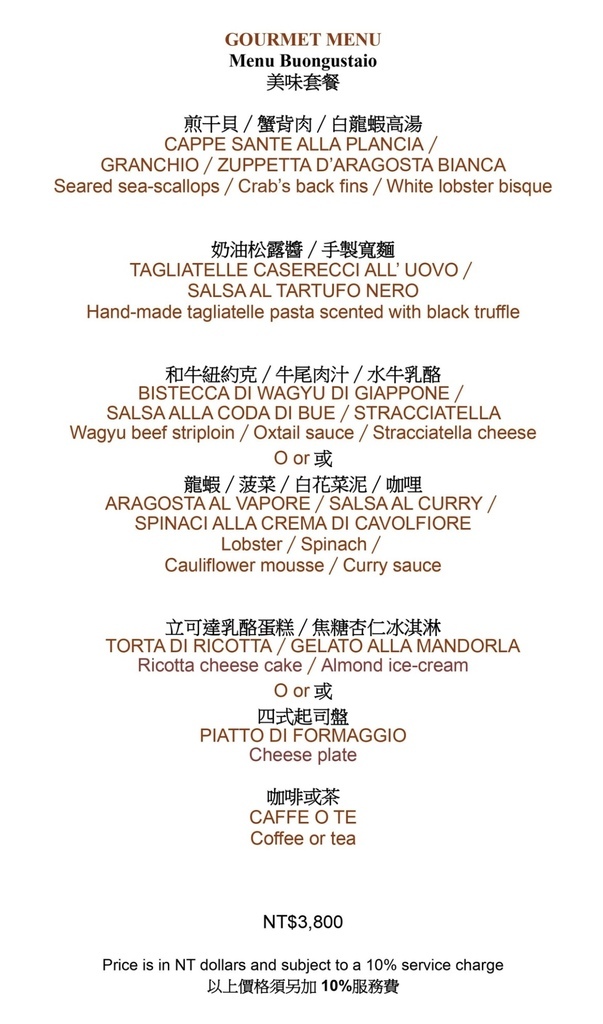 GOURMET MENU
Menu Buongustaio
美味套餐
煎干貝 / 蟹背肉 / 白龍蝦高湯
CAPPE SANTE ALLA PLANCIA /
GRANCHIO / ZUPPETTA D'ARAGOSTA BIANCA
Seared sea-scallops / Crab's back fins / White lobster bisque
奶油松露醬 / 手製寬麵
TAGLIATELLE CASERECCI ALL' UOVO /
SALSA AL TARTUFO NERO
Hand-made tagliatelle pasta scented with black truffle
和牛紐約克 / 牛尾肉汁 / 水牛乳酪
BISTECCA DI WAGYU DI GIAPPONE /
SALSA ALLA CODA DI BUE / STRACCIATELLA
Wagyu beef striploin / Oxtail sauce / Stracciatella cheese
O or 或
龍蝦 / 菠菜 / 白花菜泥 / 咖哩
ARAGOSTA AL VAPORE / SALSA AL CURRY /
SPINACI ALLA CREMA DI CAVOLFIORE
Lobster / Spinach /
Cauliflower mousse / Curry sauce
立可達乳酪蛋糕 / 焦糖杏仁冰淇淋
TORTA DI RICOTTA / GELATO ALLA MANDORLA
Ricotta cheese cake / Almond ice-cream
O or 或
四式起司盤
PIATTO DI FORMAGGIO
Cheese plate
咖啡或茶
CAFFE O TE
Coffee or tea
NT$3,800
Price is in NT dollars and subject to a 10% service charge
以上價格須另加 10%服務費